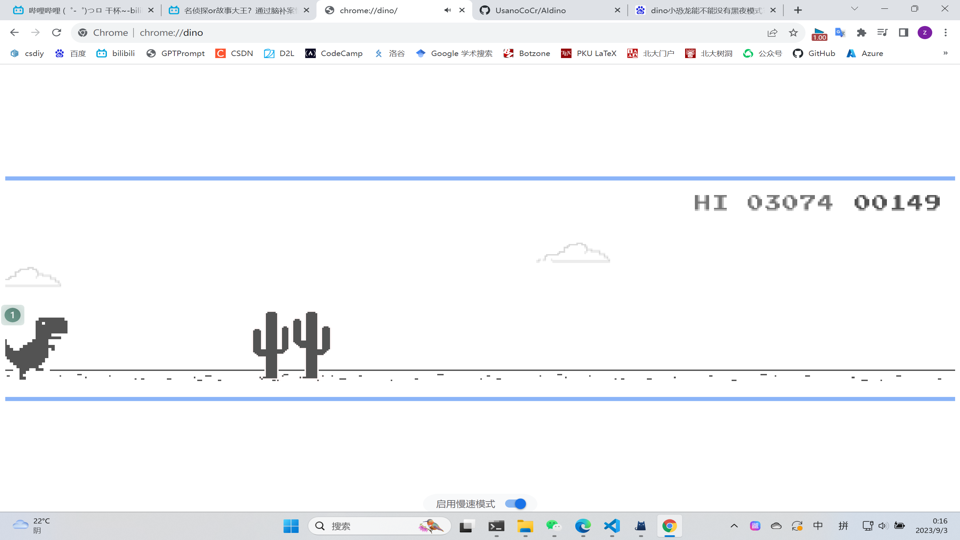 哔哩哔哩 (゜-゜)つロ 干杯~-bili
名侦探or故事大王？通过脑补案
chrome://dino/
UsanoCoCr/AIdino
dino小恐龙能不能没有黑夜模式
Chrome | chrome://dino
1.00
z
csdiy
百度
bilibili
GPTPrompt
CSDN
D2L
CodeCamp
洛谷
Google 学术搜索
Botzone
PKU LaTeX
北大门户
北大树洞
公众号
GitHub
Azure
»
HI 03074 00149
1
启用慢速模式
22°C
阴
搜索
中
拼
0:16
2023/9/3